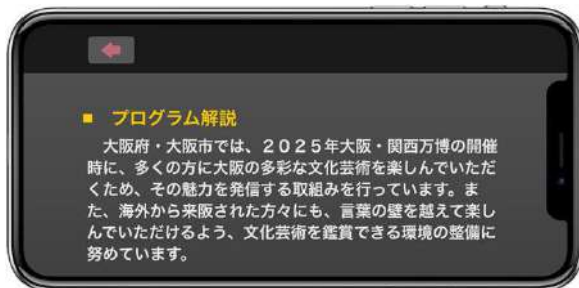 ■ プログラム解説
大阪府・大阪市では、2025年大阪・関西万博の開催
時に、多くの方に大阪の多彩な文化芸術を楽しんでいただ
くため、その魅力を発信する取組みを行っています。ま
た、海外から来阪された方々にも、言葉の壁を越えて楽し
んでいただけるよう、文化芸術を鑑賞できる環境の整備に
努めています。